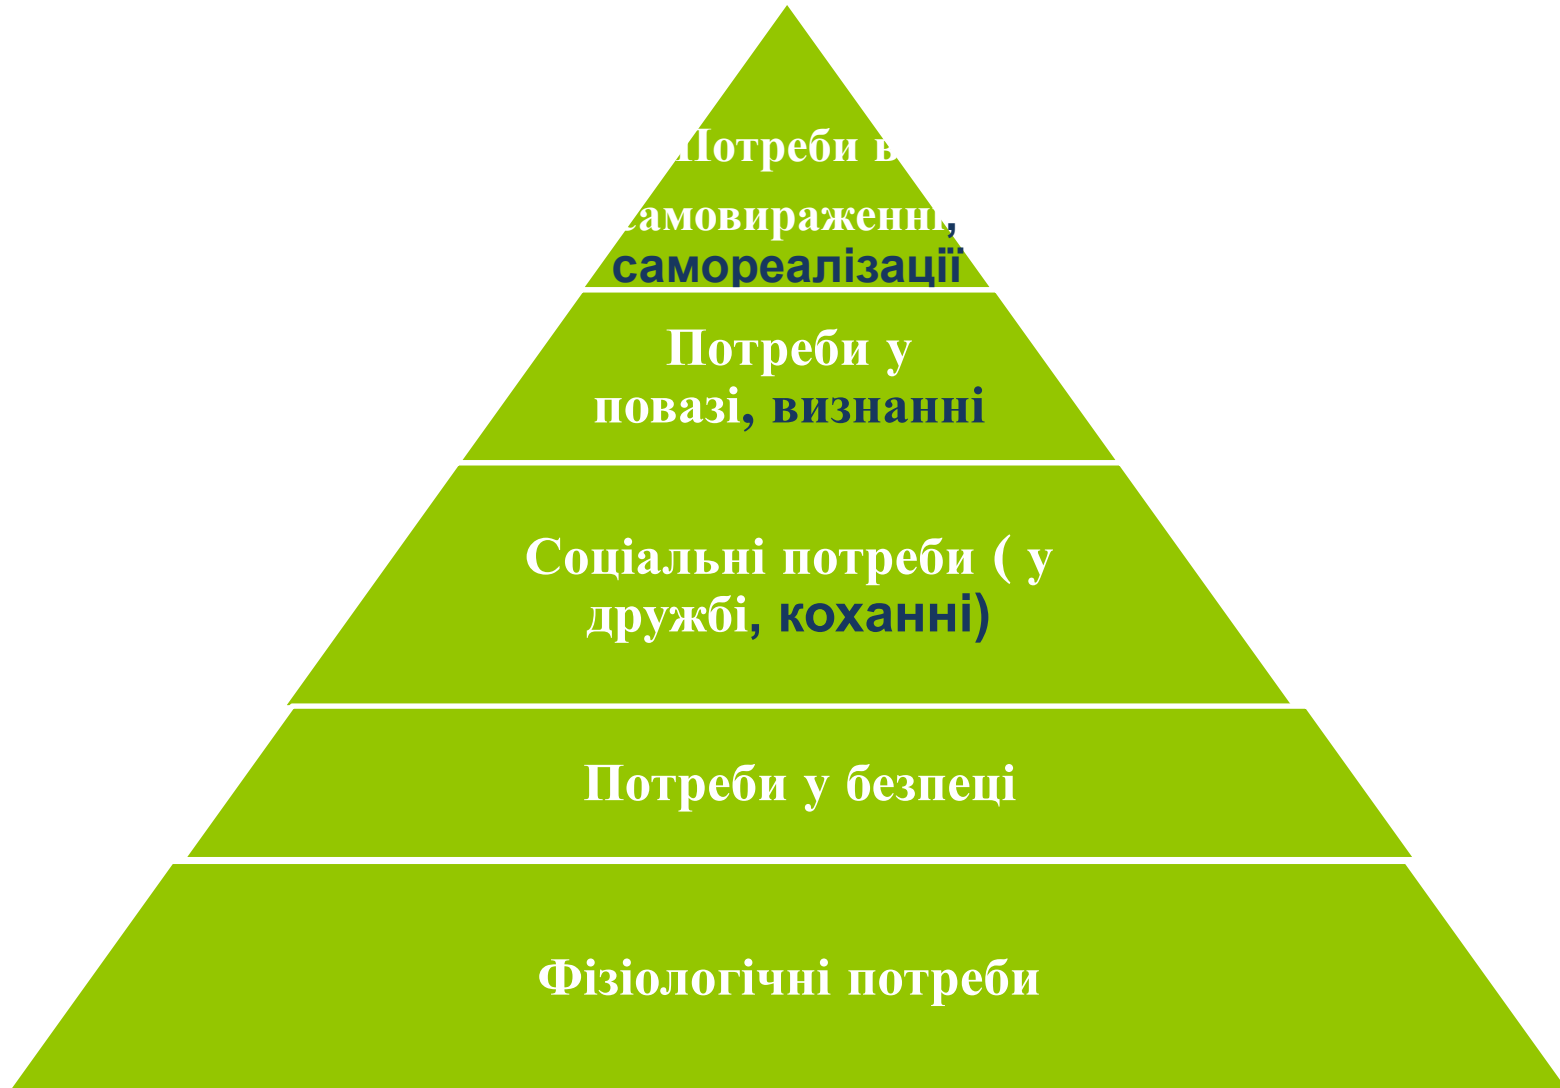 Потреби в
самовираженні,
самореалізації
Потреби у
повазі, визнанні
Соціальні потреби ( у
дружбі, коханні)
Потреби у безпеці
Фізіологічні потреби